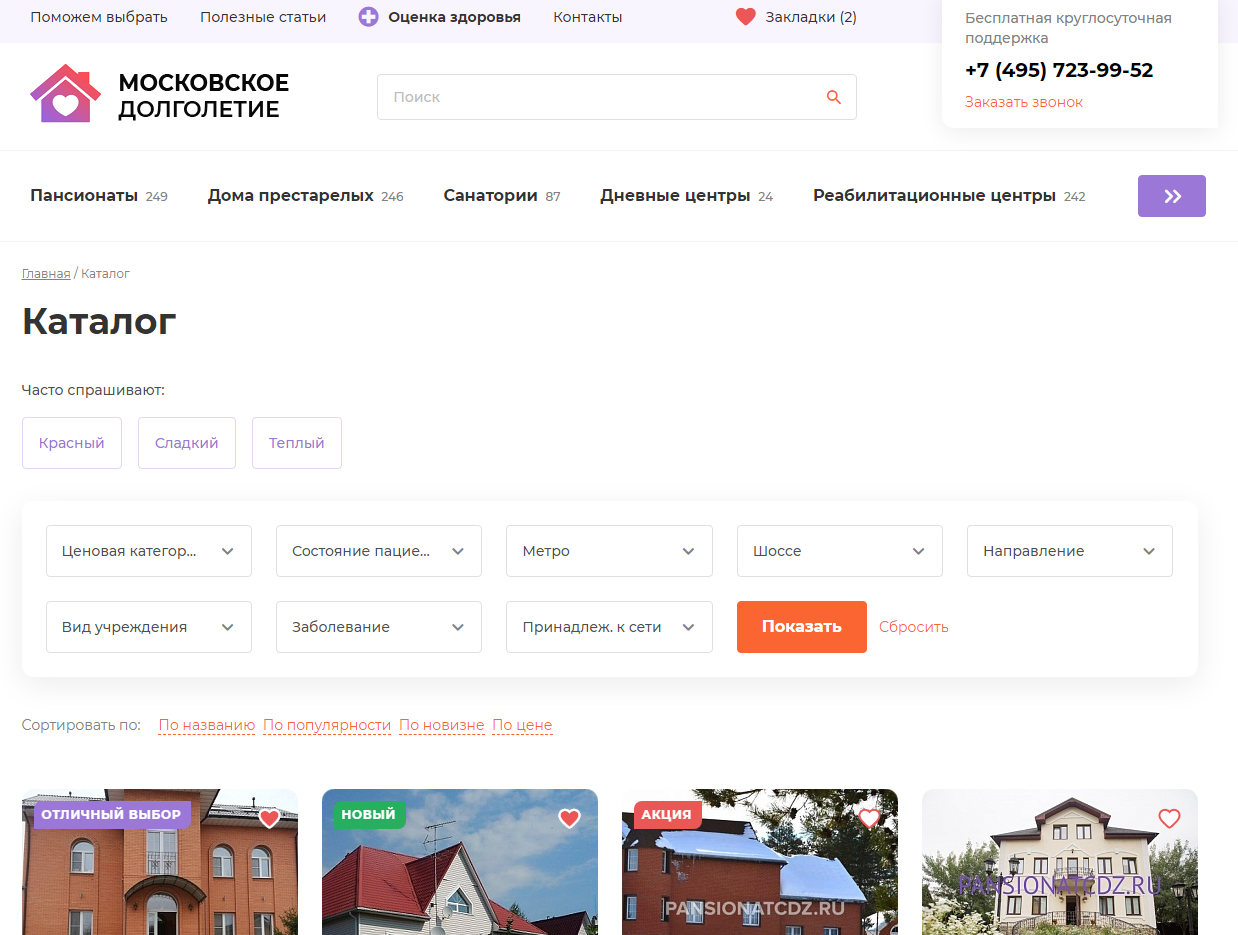 Поможем выбрать Полезные статьи Оценка здоровья Контакты Закладки (2)
Бесплатная круглосуточная
поддержка
+7 (495) 723-99-52
Заказать звонок
МОСКОВСКОЕ
ДОЛГОЛЕТИЕ
Поиск
Пансионаты 249 Дома престарелых 246 Санатории 87 Дневные центры 24 Реабилитационные центры 242
Главная / Каталог
Каталог
Часто спрашивают:
Красный Сладкий Теплый
Ценовая категор... Состояние пацие... Метро Шоссе Направление
Вид учреждения Заболевание Принадлеж. к сети Показать Сбросить
Сортировать по: По названию По популярности По новизне По цене
ОТЛИЧНЫЙ ВЫБОР НОВЫЙ АКЦИЯ
PANSIONATCDZ.RU
PANSIONATCDZ.RU